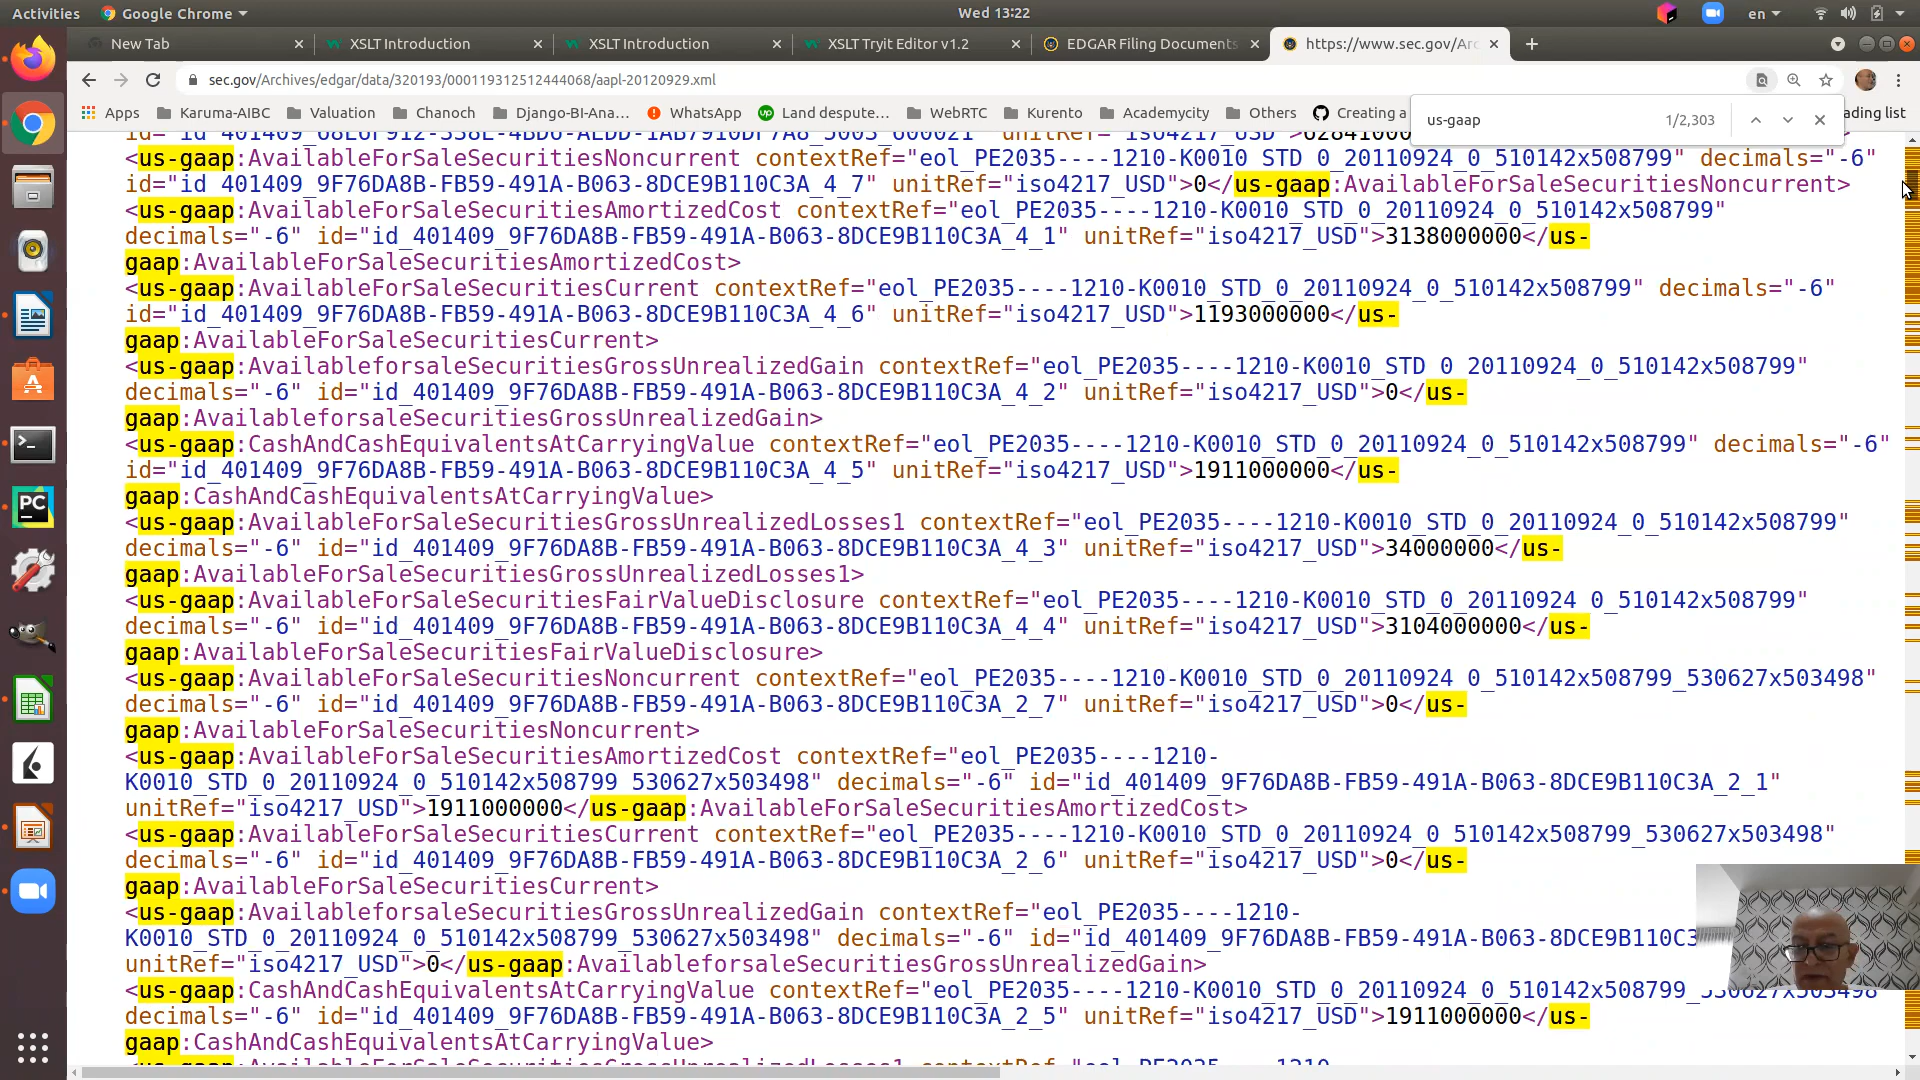 Activities Google Chrome Wed 13:22 en
New Tab XSLT Introduction XSLT Introduction XSLT Tryit Editor v1.2 EDGAR Filing Documents https://www.sec.gov/Arc
sec.gov/Archives/edgar/data/320193/000119312512444068/aapl-20120929.xml
Apps Karuma-AIBC Valuation Chanoch Django-BI-Ana... WhatsApp Land despute... WebRTC Kurento Academycity Others Creating a ading list
us-gaap 1/2,303
id="id_401409_68E6F912-338E-4BD6-AEDD-1AB7910DF7A8_5003_600021" unitRef="iso4217_USD">
<us-gaap:AvailableForSaleSecuritiesNoncurrent contextRef="eol_PE2035----1210-K0010_STD_0_20110924_0_510142x508799" decimals="-6"
id="id_401409_9F76DA8B-FB59-491A-B063-8DCE9B110C3A_4_7" unitRef="iso4217_USD">0</us-gaap:AvailableForSaleSecuritiesNoncurrent>
<us-gaap:AvailableForSaleSecuritiesAmortizedCost contextRef="eol_PE2035----1210-K0010_STD_0_20110924_0_510142x508799"
decimals="-6" id="id_401409_9F76DA8B-FB59-491A-B063-8DCE9B110C3A_4_1" unitRef="iso4217_USD">3138000000</us-
gaap:AvailableForSaleSecuritiesAmortizedCost>
<us-gaap:AvailableForSaleSecuritiesCurrent contextRef="eol_PE2035----1210-K0010_STD_0_20110924_0_510142x508799" decimals="-6"
id="id_401409_9F76DA8B-FB59-491A-B063-8DCE9B110C3A_4_6" unitRef="iso4217_USD">1193000000</us-
gaap:AvailableForSaleSecuritiesCurrent>
<us-gaap:AvailableforsaleSecuritiesGrossUnrealizedGain contextRef="eol_PE2035----1210-K0010_STD_0_20110924_0_510142x508799"
decimals="-6" id="id_401409_9F76DA8B-FB59-491A-B063-8DCE9B110C3A_4_2" unitRef="iso4217_USD">0</us-
gaap:AvailableforsaleSecuritiesGrossUnrealizedGain>
<us-gaap:CashAndCashEquivalentsAtCarryingValue contextRef="eol_PE2035----1210-K0010_STD_0_20110924_0_510142x508799" decimals="-6"
id="id_401409_9F76DA8B-FB59-491A-B063-8DCE9B110C3A_4_5" unitRef="iso4217_USD">1911000000</us-
gaap:CashAndCashEquivalentsAtCarryingValue>
<us-gaap:AvailableForSaleSecuritiesGrossUnrealizedLosses1 contextRef="eol_PE2035----1210-K0010_STD_0_20110924_0_510142x508799"
decimals="-6" id="id_401409_9F76DA8B-FB59-491A-B063-8DCE9B110C3A_4_3" unitRef="iso4217_USD">34000000</us-
gaap:AvailableForSaleSecuritiesGrossUnrealizedLosses1>
<us-gaap:AvailableForSaleSecuritiesFairValueDisclosure contextRef="eol_PE2035----1210-K0010_STD_0_20110924_0_510142x508799"
decimals="-6" id="id_401409_9F76DA8B-FB59-491A-B063-8DCE9B110C3A_4_4" unitRef="iso4217_USD">3104000000</us-
gaap:AvailableForSaleSecuritiesFairValueDisclosure>
<us-gaap:AvailableForSaleSecuritiesNoncurrent contextRef="eol_PE2035----1210-K0010_STD_0_20110924_0_510142x508799_530627x503498"
decimals="-6" id="id_401409_9F76DA8B-FB59-491A-B063-8DCE9B110C3A_2_7" unitRef="iso4217_USD">0</us-
gaap:AvailableForSaleSecuritiesNoncurrent>
<us-gaap:AvailableForSaleSecuritiesAmortizedCost contextRef="eol_PE2035----1210-
K0010_STD_0_20110924_0_510142x508799_530627x503498" decimals="-6" id="id_401409_9F76DA8B-FB59-491A-B063-8DCE9B110C3A_2_1"
unitRef="iso4217_USD">1911000000</us-gaap:AvailableForSaleSecuritiesAmortizedCost>
<us-gaap:AvailableForSaleSecuritiesCurrent contextRef="eol_PE2035----1210-K0010_STD_0_20110924_0_510142x508799_530627x503498"
decimals="-6" id="id_401409_9F76DA8B-FB59-491A-B063-8DCE9B110C3A_2_6" unitRef="iso4217_USD">0</us-
gaap:AvailableForSaleSecuritiesCurrent>
<us-gaap:AvailableforsaleSecuritiesGrossUnrealizedGain contextRef="eol_PE2035----1210-
K0010_STD_0_20110924_0_510142x508799_530627x503498" decimals="-6" id="id_401409_9F76DA8B-FB59-491A-B063-8DCE9B110C3
unitRef="iso4217_USD">0</us-gaap:AvailableforsaleSecuritiesGrossUnrealizedGain>
<us-gaap:CashAndCashEquivalentsAtCarryingValue contextRef="eol_PE2035----1210-K0010_STD_0_20110924_0_510142x508799_530627x503498"
decimals="-6" id="id_401409_9F76DA8B-FB59-491A-B063-8DCE9B110C3A_2_5" unitRef="iso4217_USD">1911000000</us-
gaap:CashAndCashEquivalentsAtCarryingValue>
<us-gaap:AvailableForSaleSecuritiesGrossUnrealizedLosses1 contextRef="eol_PE2035----1210-